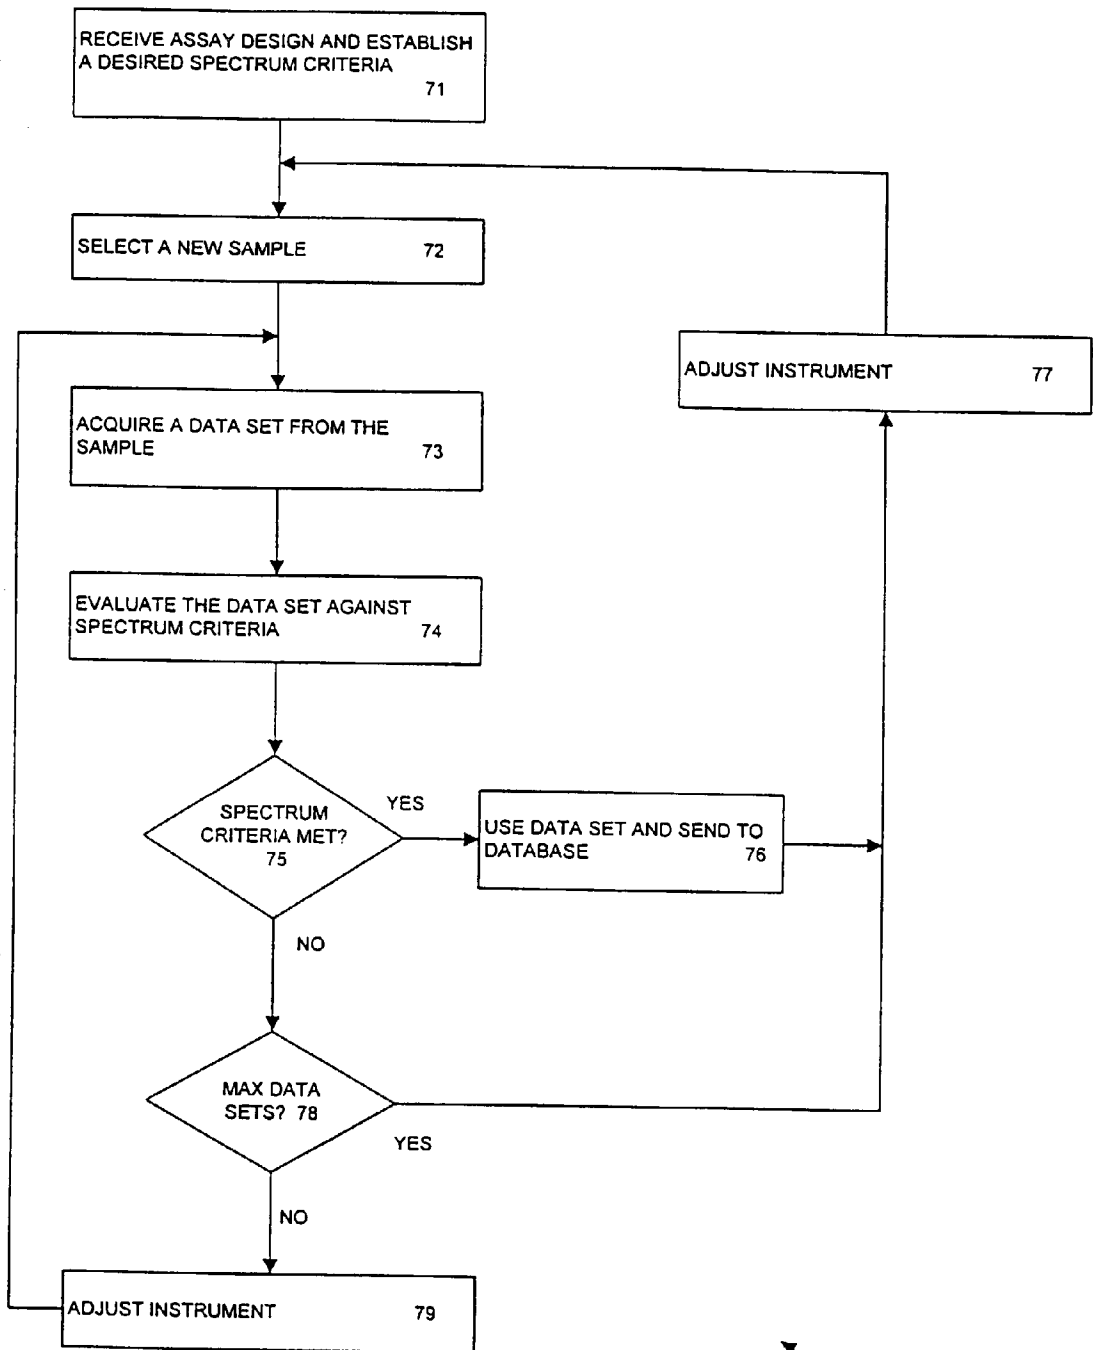 RECEIVE ASSAY DESIGN AND ESTABLISH
A DESIRED SPECTRUM CRITERIA
71
SELECT A NEW SAMPLE 72
ADJUST INSTRUMENT 77
ACQUIRE A DATA SET FROM THE
SAMPLE 73
EVALUATE THE DATA SET AGAINST
SPECTRUM CRITERIA 74
SPECTRUM
CRITERIA MET?
75
YES
USE DATA SET AND SEND TO
DATABASE 76
NO
MAX DATA
SETS? 78
YES
NO
ADJUST INSTRUMENT 79